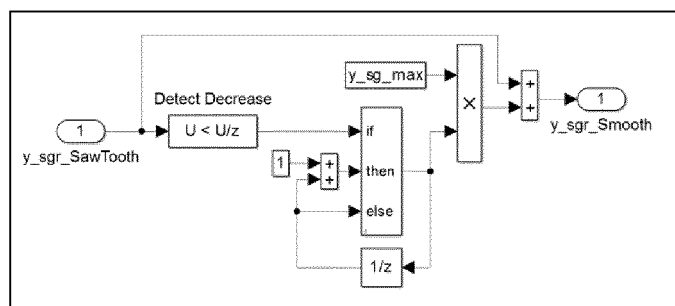 y_sg_max
Detect Decrease
1
y_sgr_SawTooth
U < U/z
if
then
else
1
+
+
×
+
+
1
y_sgr_Smooth
1/z